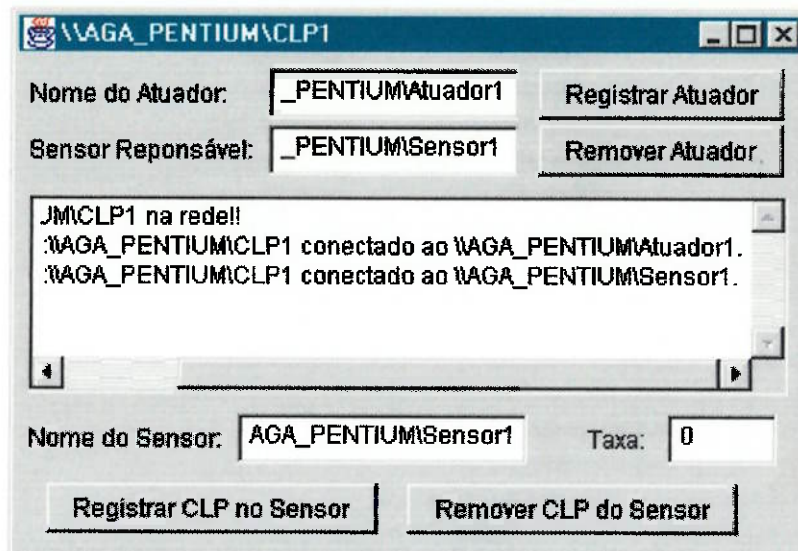 \\AGA_PENTIUM\CLP1
Nome do Atuador: _PENTIUM\Atuador1 Registrar Atuador
Sensor Reponsável: _PENTIUM\Sensor1 Remover Atuador
JM\CLP1 na rede!!
:\\AGA_PENTIUM\CLP1 conectado ao \\AGA_PENTIUM\Atuador1.
:\\AGA_PENTIUM\CLP1 conectado ao \\AGA_PENTIUM\Sensor1.
Nome do Sensor: AGA_PENTIUM\Sensor1 Taxa: 0
Registrar CLP no Sensor Remover CLP do Sensor